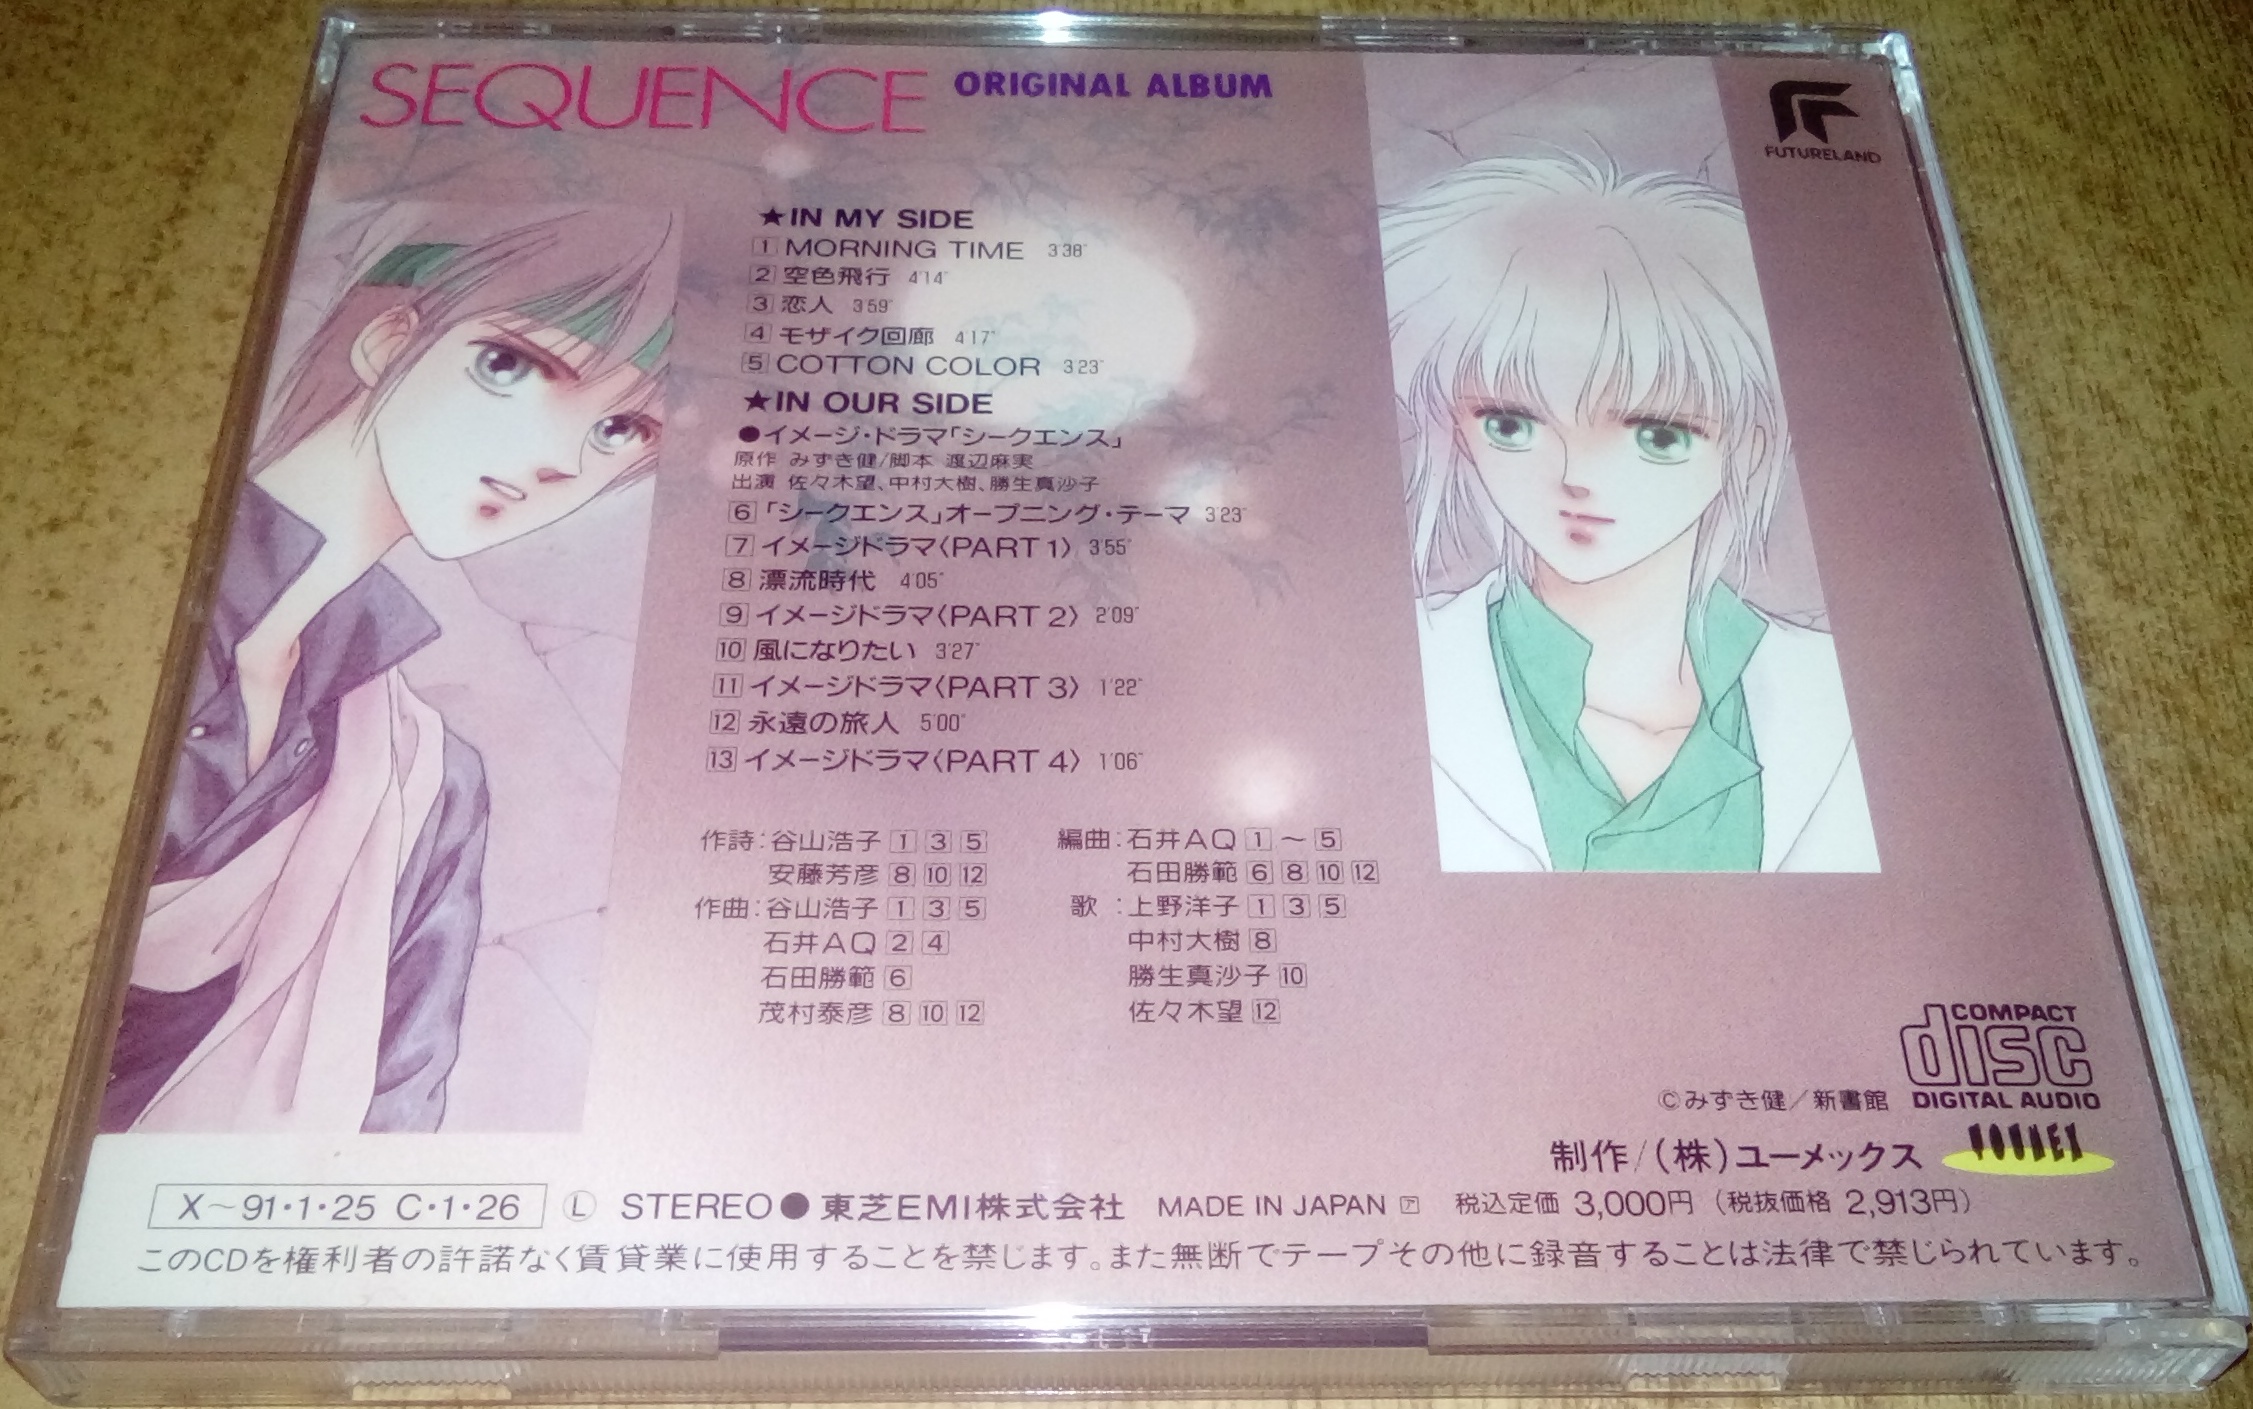 SEQUENCE ORIGINAL ALBUM
FUTURELAND
★IN MY SIDE
1 MORNING TIME 3'38"
2 空色飛行 4'14"
3 恋人 3'59"
4 モザイク回廊 4'17"
5 COTTON COLOR 3'23"
★IN OUR SIDE
●イメージ・ドラマ「シークエンス」
原作 みずき健/脚本 渡辺麻実
出演 佐々木望、中村大樹、勝生真沙子
6 「シークエンス」オープニング・テーマ 3'23"
7 イメージドラマ〈PART 1〉 3'55"
8 漂流時代 4'05"
9 イメージドラマ〈PART 2〉 2'09"
10 風になりたい 3'27"
11 イメージドラマ〈PART 3〉 1'22"
12 永遠の旅人 5'00"
13 イメージドラマ〈PART 4〉 1'06"
作詩:谷山浩子 1 3 5
安藤芳彦 8 10 12
作曲:谷山浩子 1 3 5
石井AQ 2 4
石田勝範 6
茂村泰彦 8 10 12
編曲:石井AQ 1 ～ 5
石田勝範 6 8 10 12
歌 :上野洋子 1 3 5
中村大樹 8
勝生真沙子 10
佐々木望 12
COMPACT
disc
DIGITAL AUDIO
©みずき健／新書館
制作/(株)ユーメックス YOUMEX
X～91・1・25 C・1・26 Ⓛ STEREO●東芝EMI株式会社 MADE IN JAPAN ア 税込定価 3,000円 (税抜価格 2,913円)
このCDを権利者の許諾なく賃貸業に使用することを禁じます。また無断でテープその他に録音することは法律で禁じられています。